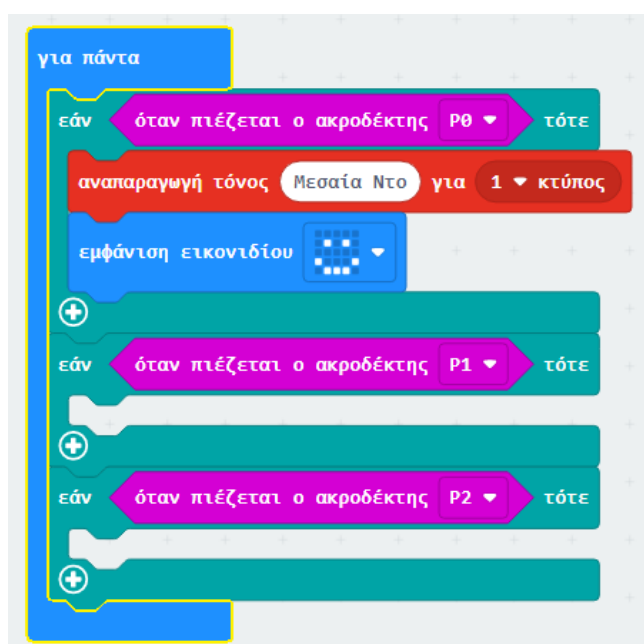 για πάντα
εάν όταν πιέζεται ο ακροδέκτης P0 τότε
αναπαραγωγή τόνος Μεσαία Ντο για 1 κτύπος
εμφάνιση εικονιδίου
εάν όταν πιέζεται ο ακροδέκτης P1 τότε
εάν όταν πιέζεται ο ακροδέκτης P2 τότε